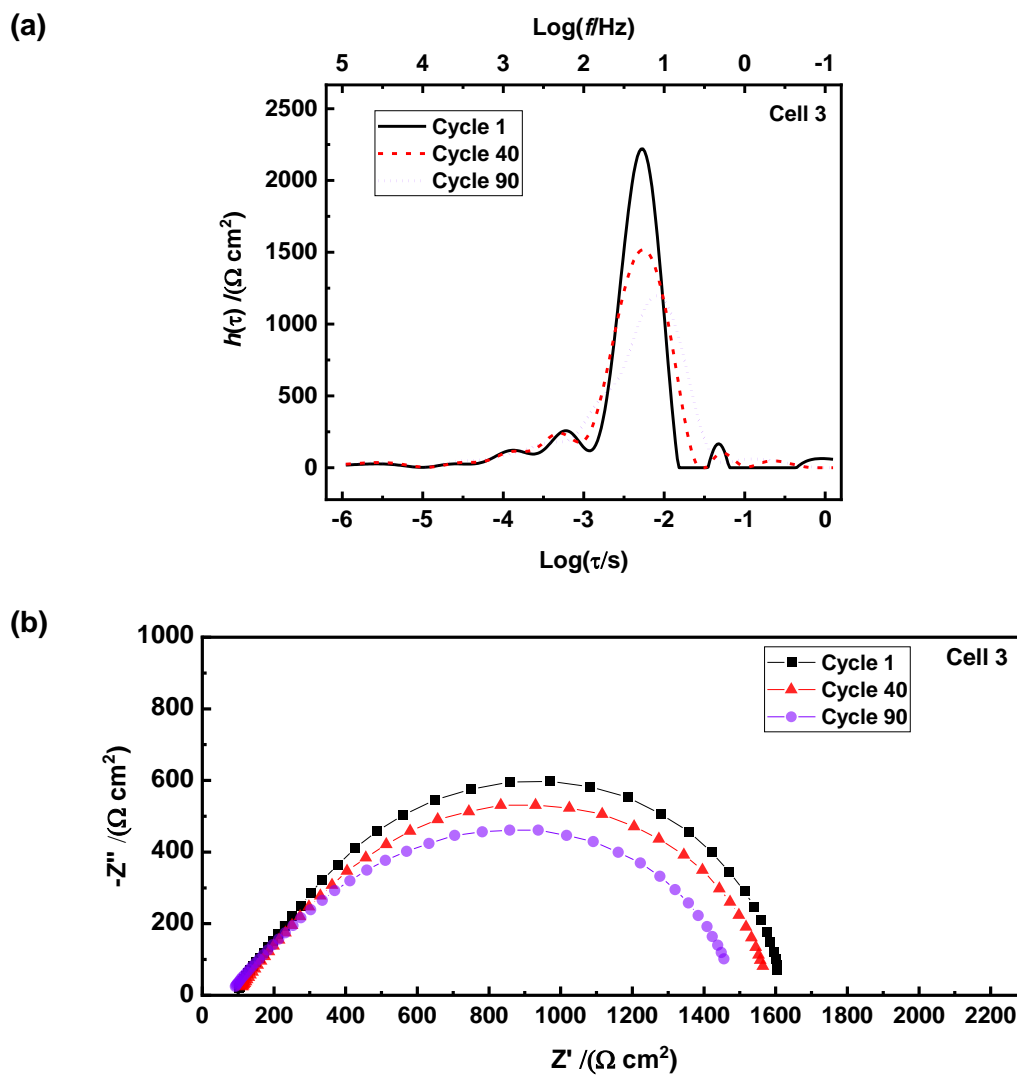 (a)
Log(f/Hz)
5 4 3 2 1 0 -1
Cell 3
Cycle 1
Cycle 40
Cycle 90
2500
2000
1500
1000
500
0
h(τ) /(Ω cm²)
-6 -5 -4 -3 -2 -1 0
Log(τ/s)
(b)
1000
800
600
400
200
0
-Z'' /(Ω cm²)
Cycle 1
Cycle 40
Cycle 90
Cell 3
0 200 400 600 800 1000 1200 1400 1600 1800 2000 2200
Z' /(Ω cm²)